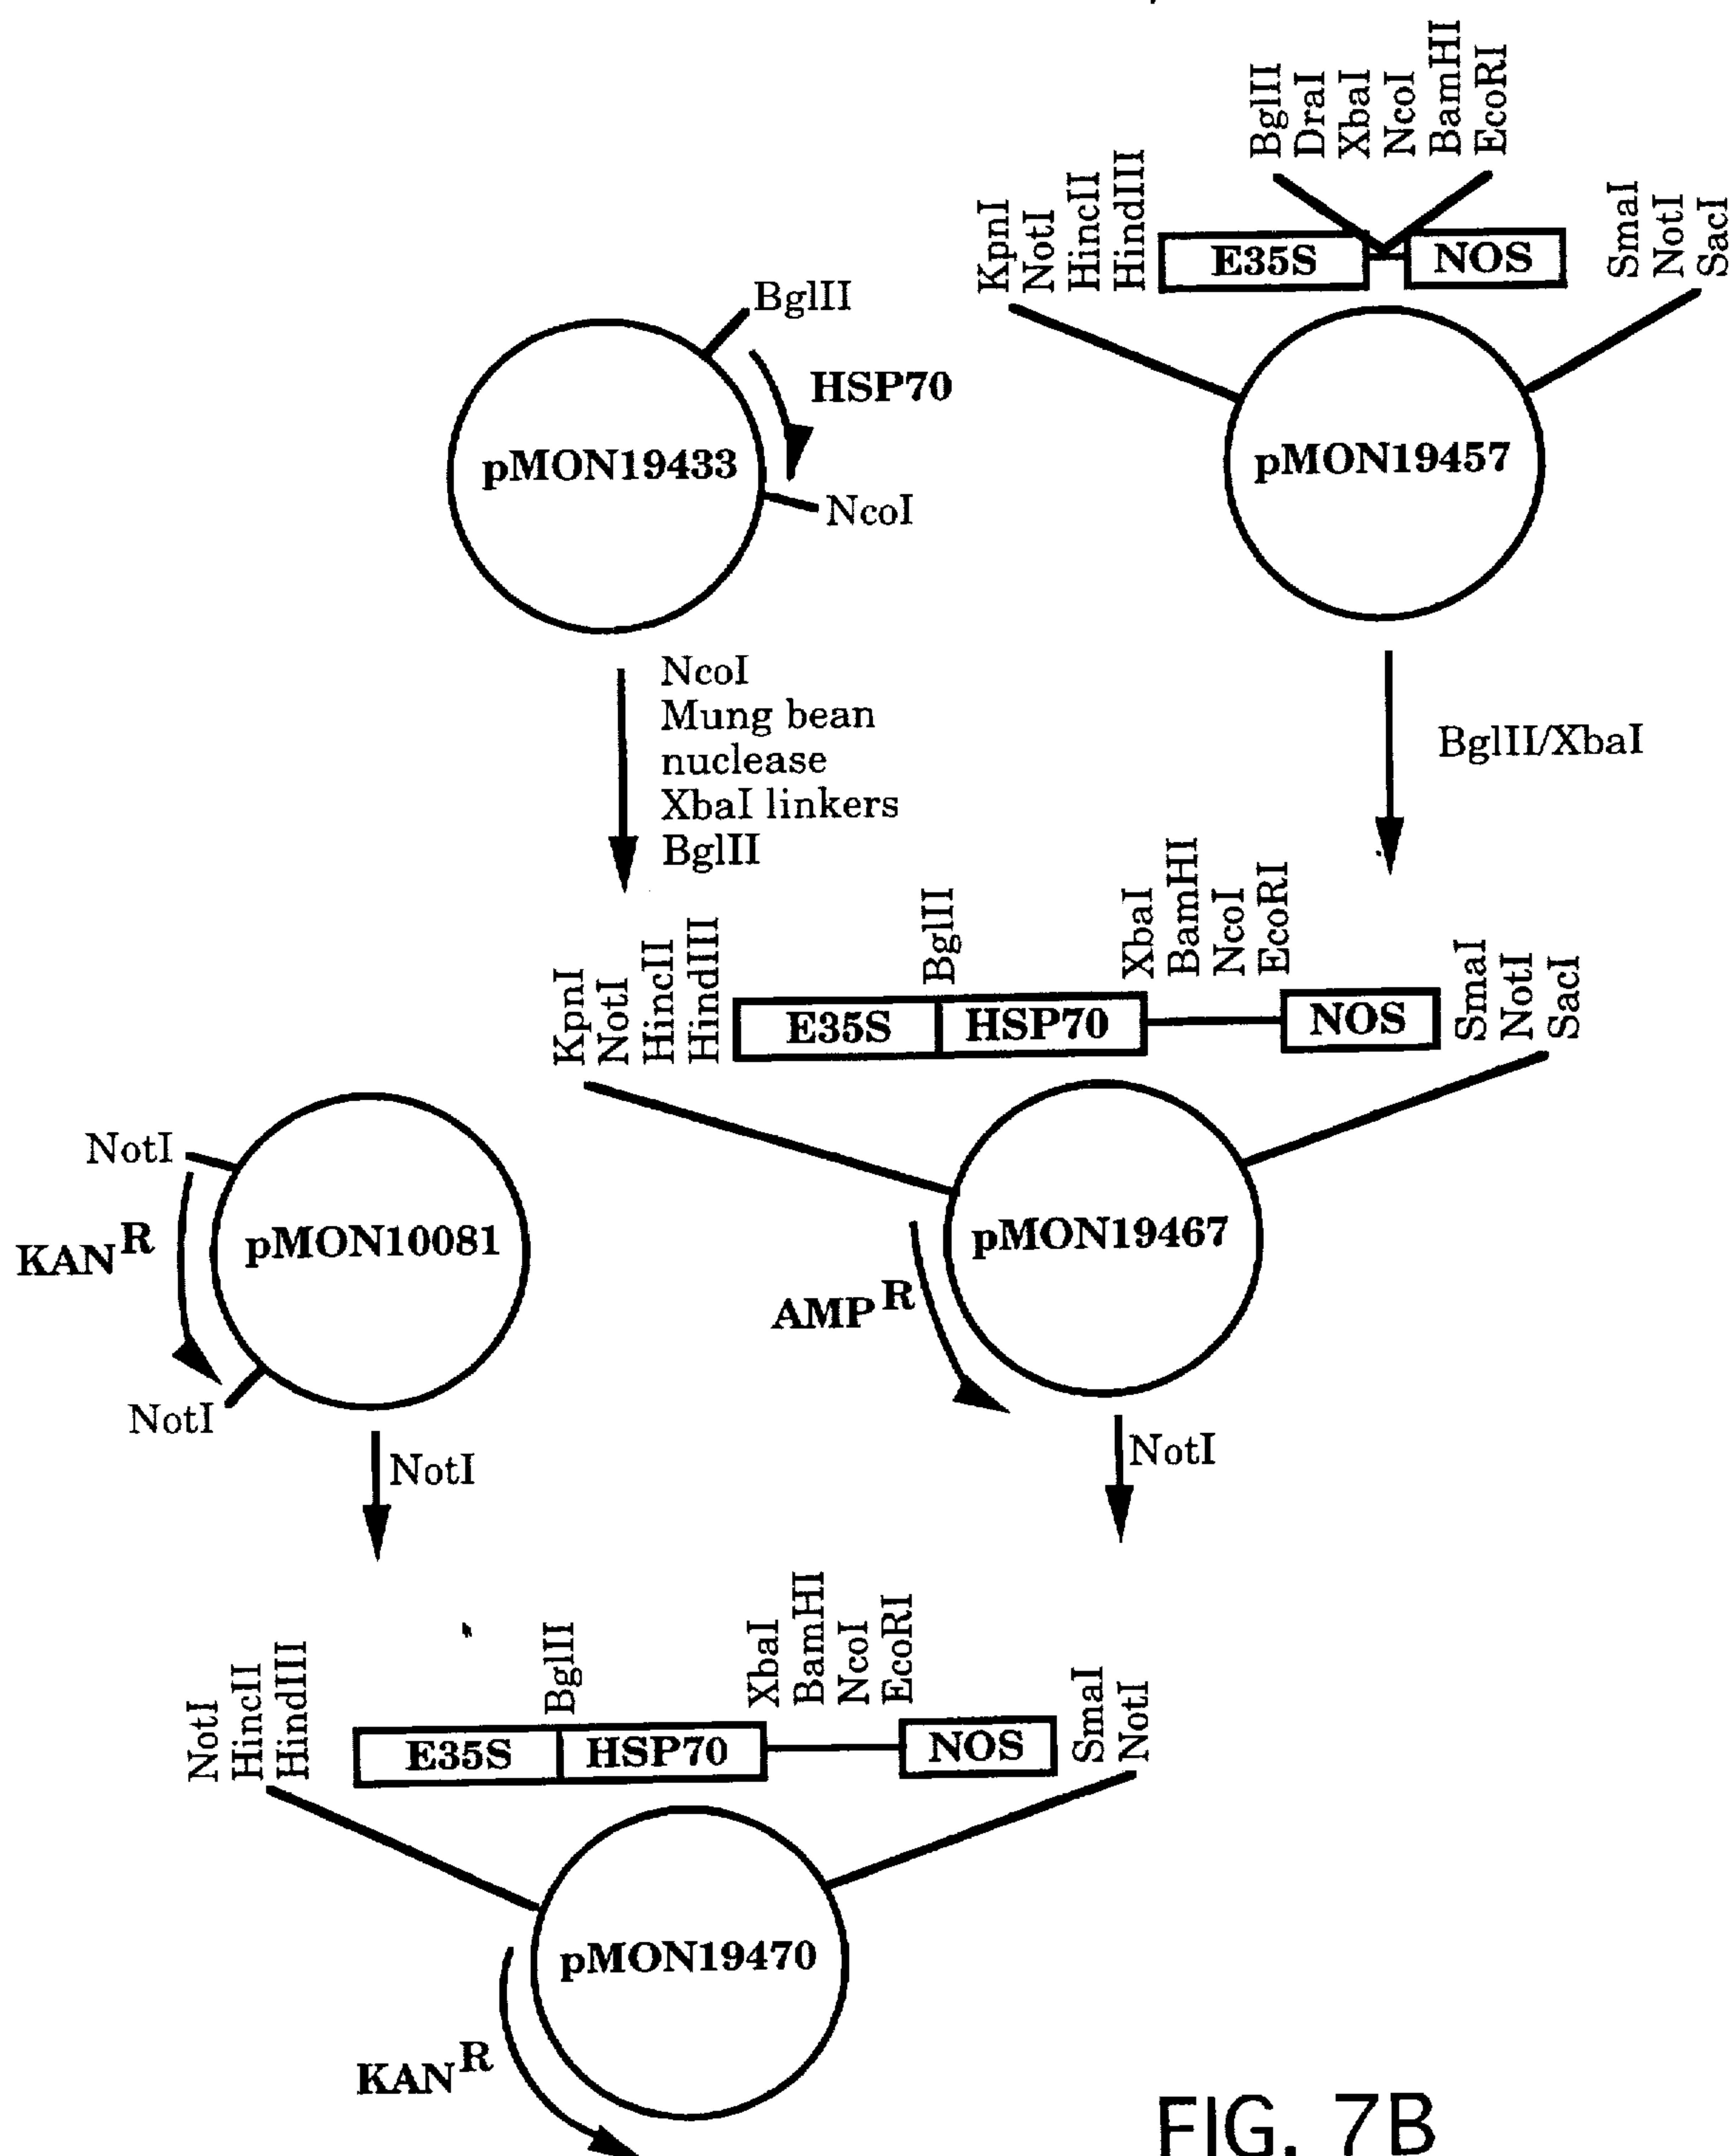 BglII
DraI
XbaI
NcoI
BamHI
EcoRI
KpnI
NotI
HincII
HindIII
E35S
NOS
SmaI
NotI
SacI
BglII
HSP70
pMON19433
NcoI
pMON19457
NcoI
Mung bean
nuclease
XbaI linkers
BglII
BglII/XbaI
KpnI
NotI
HincII
HindIII
BglII
XbaI
BamHI
NcoI
EcoRI
E35S
HSP70
NOS
SmaI
NotI
SacI
NotI
KAN R
pMON10081
NotI
pMON19467
AMP R
NotI
NotI
NotI
HincII
HindIII
BglII
XbaI
BamHI
NcoI
EcoRI
E35S
HSP70
NOS
SmaI
NotI
pMON19470
KAN R
FIG. 7B